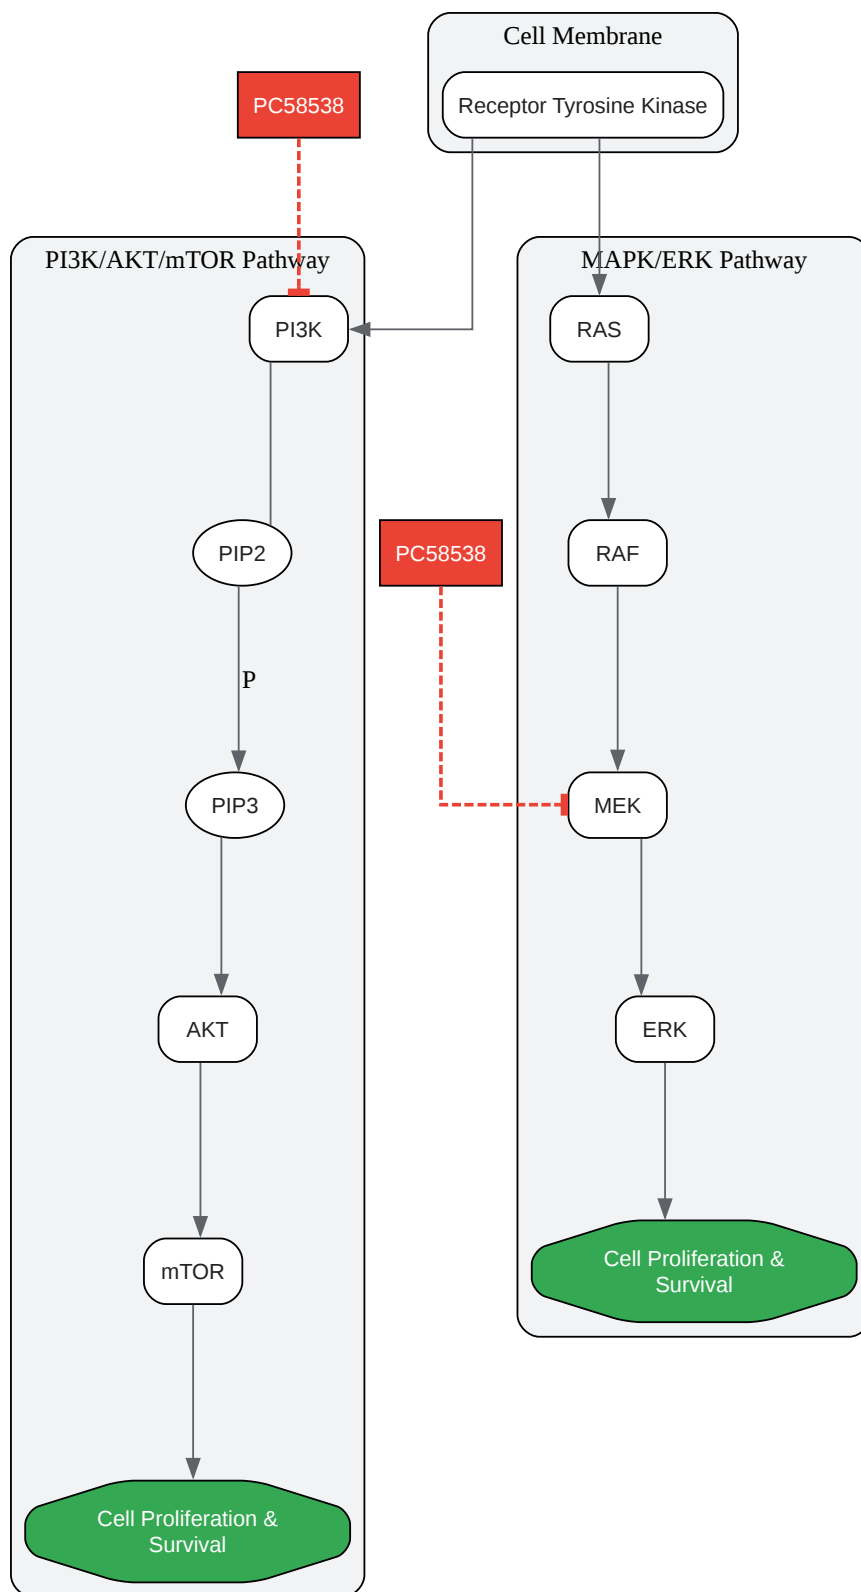 Cell Membrane
PC58538
Receptor Tyrosine Kinase
PI3K/AKT/mTOR Pathway
MAPK/ERK Pathway
PI3K
RAS
PIP2
PC58538
RAF
P
PIP3
MEK
AKT
ERK
mTOR
Cell Proliferation &
Survival
Cell Proliferation &
Survival